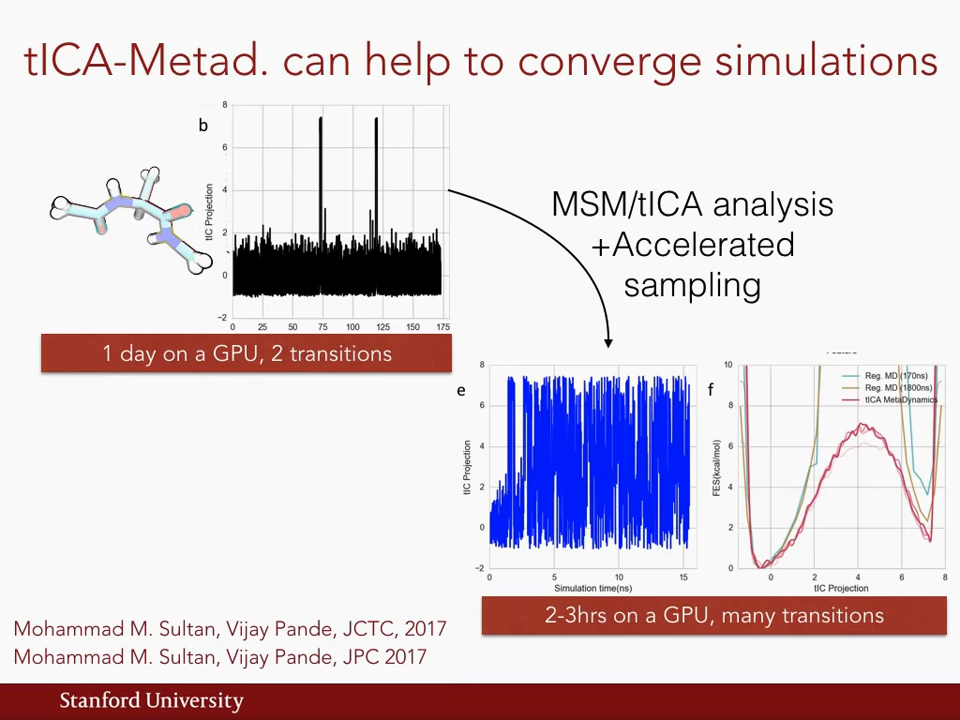 tICA-Metad. can help to converge simulations
b
8
6
4
2
0
−2
tIC Projection
0 25 50 75 100 125 150 175
1 day on a GPU, 2 transitions
MSM/tICA analysis
+Accelerated
sampling
e
8
6
4
2
0
−2
tIC Projection
0 5 10 15
Simulation time(ns)
f
10
8
6
4
2
0
FES(kcal/mol)
Reg. MD (170ns)
Reg. MD (1800ns)
tICA MetaDynamics
0 2 4 6 8
tIC Projection
2-3hrs on a GPU, many transitions
Mohammad M. Sultan, Vijay Pande, JCTC, 2017
Mohammad M. Sultan, Vijay Pande, JPC 2017
Stanford University